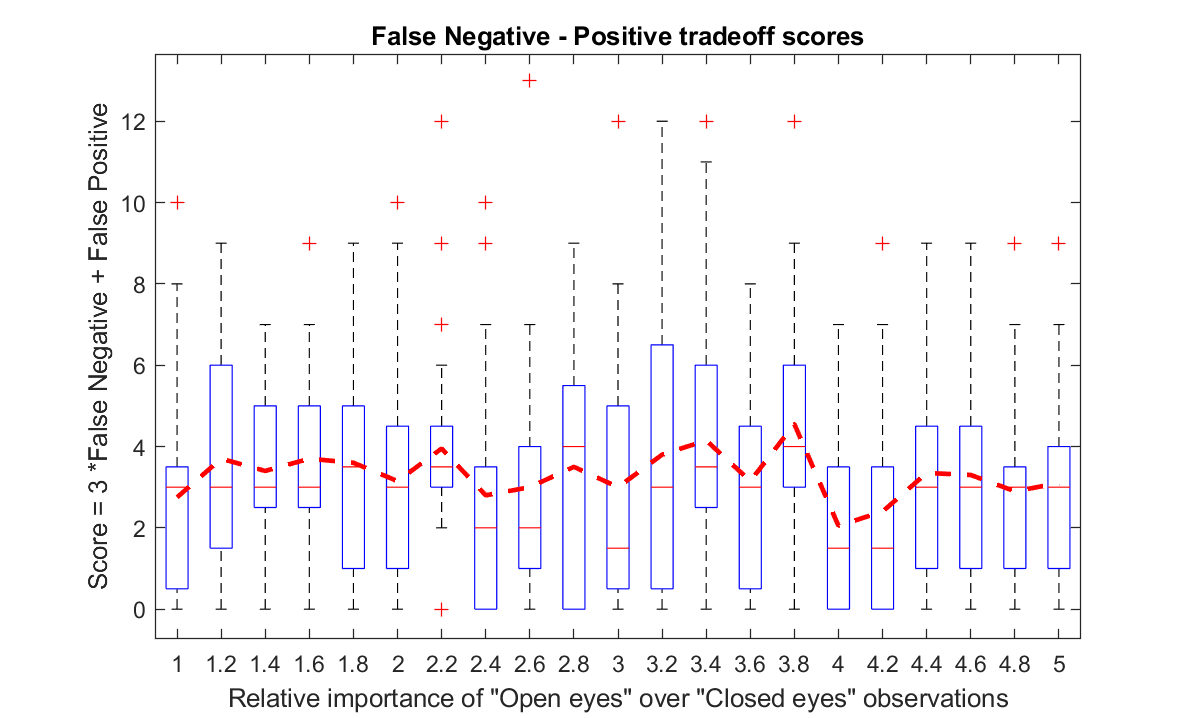 False Negative - Positive tradeoff scores
Score = 3 *False Negative + False Positive
12
10
8
6
4
2
0
1 1.2 1.4 1.6 1.8 2 2.2 2.4 2.6 2.8 3 3.2 3.4 3.6 3.8 4 4.2 4.4 4.6 4.8 5
Relative importance of "Open eyes" over "Closed eyes" observations